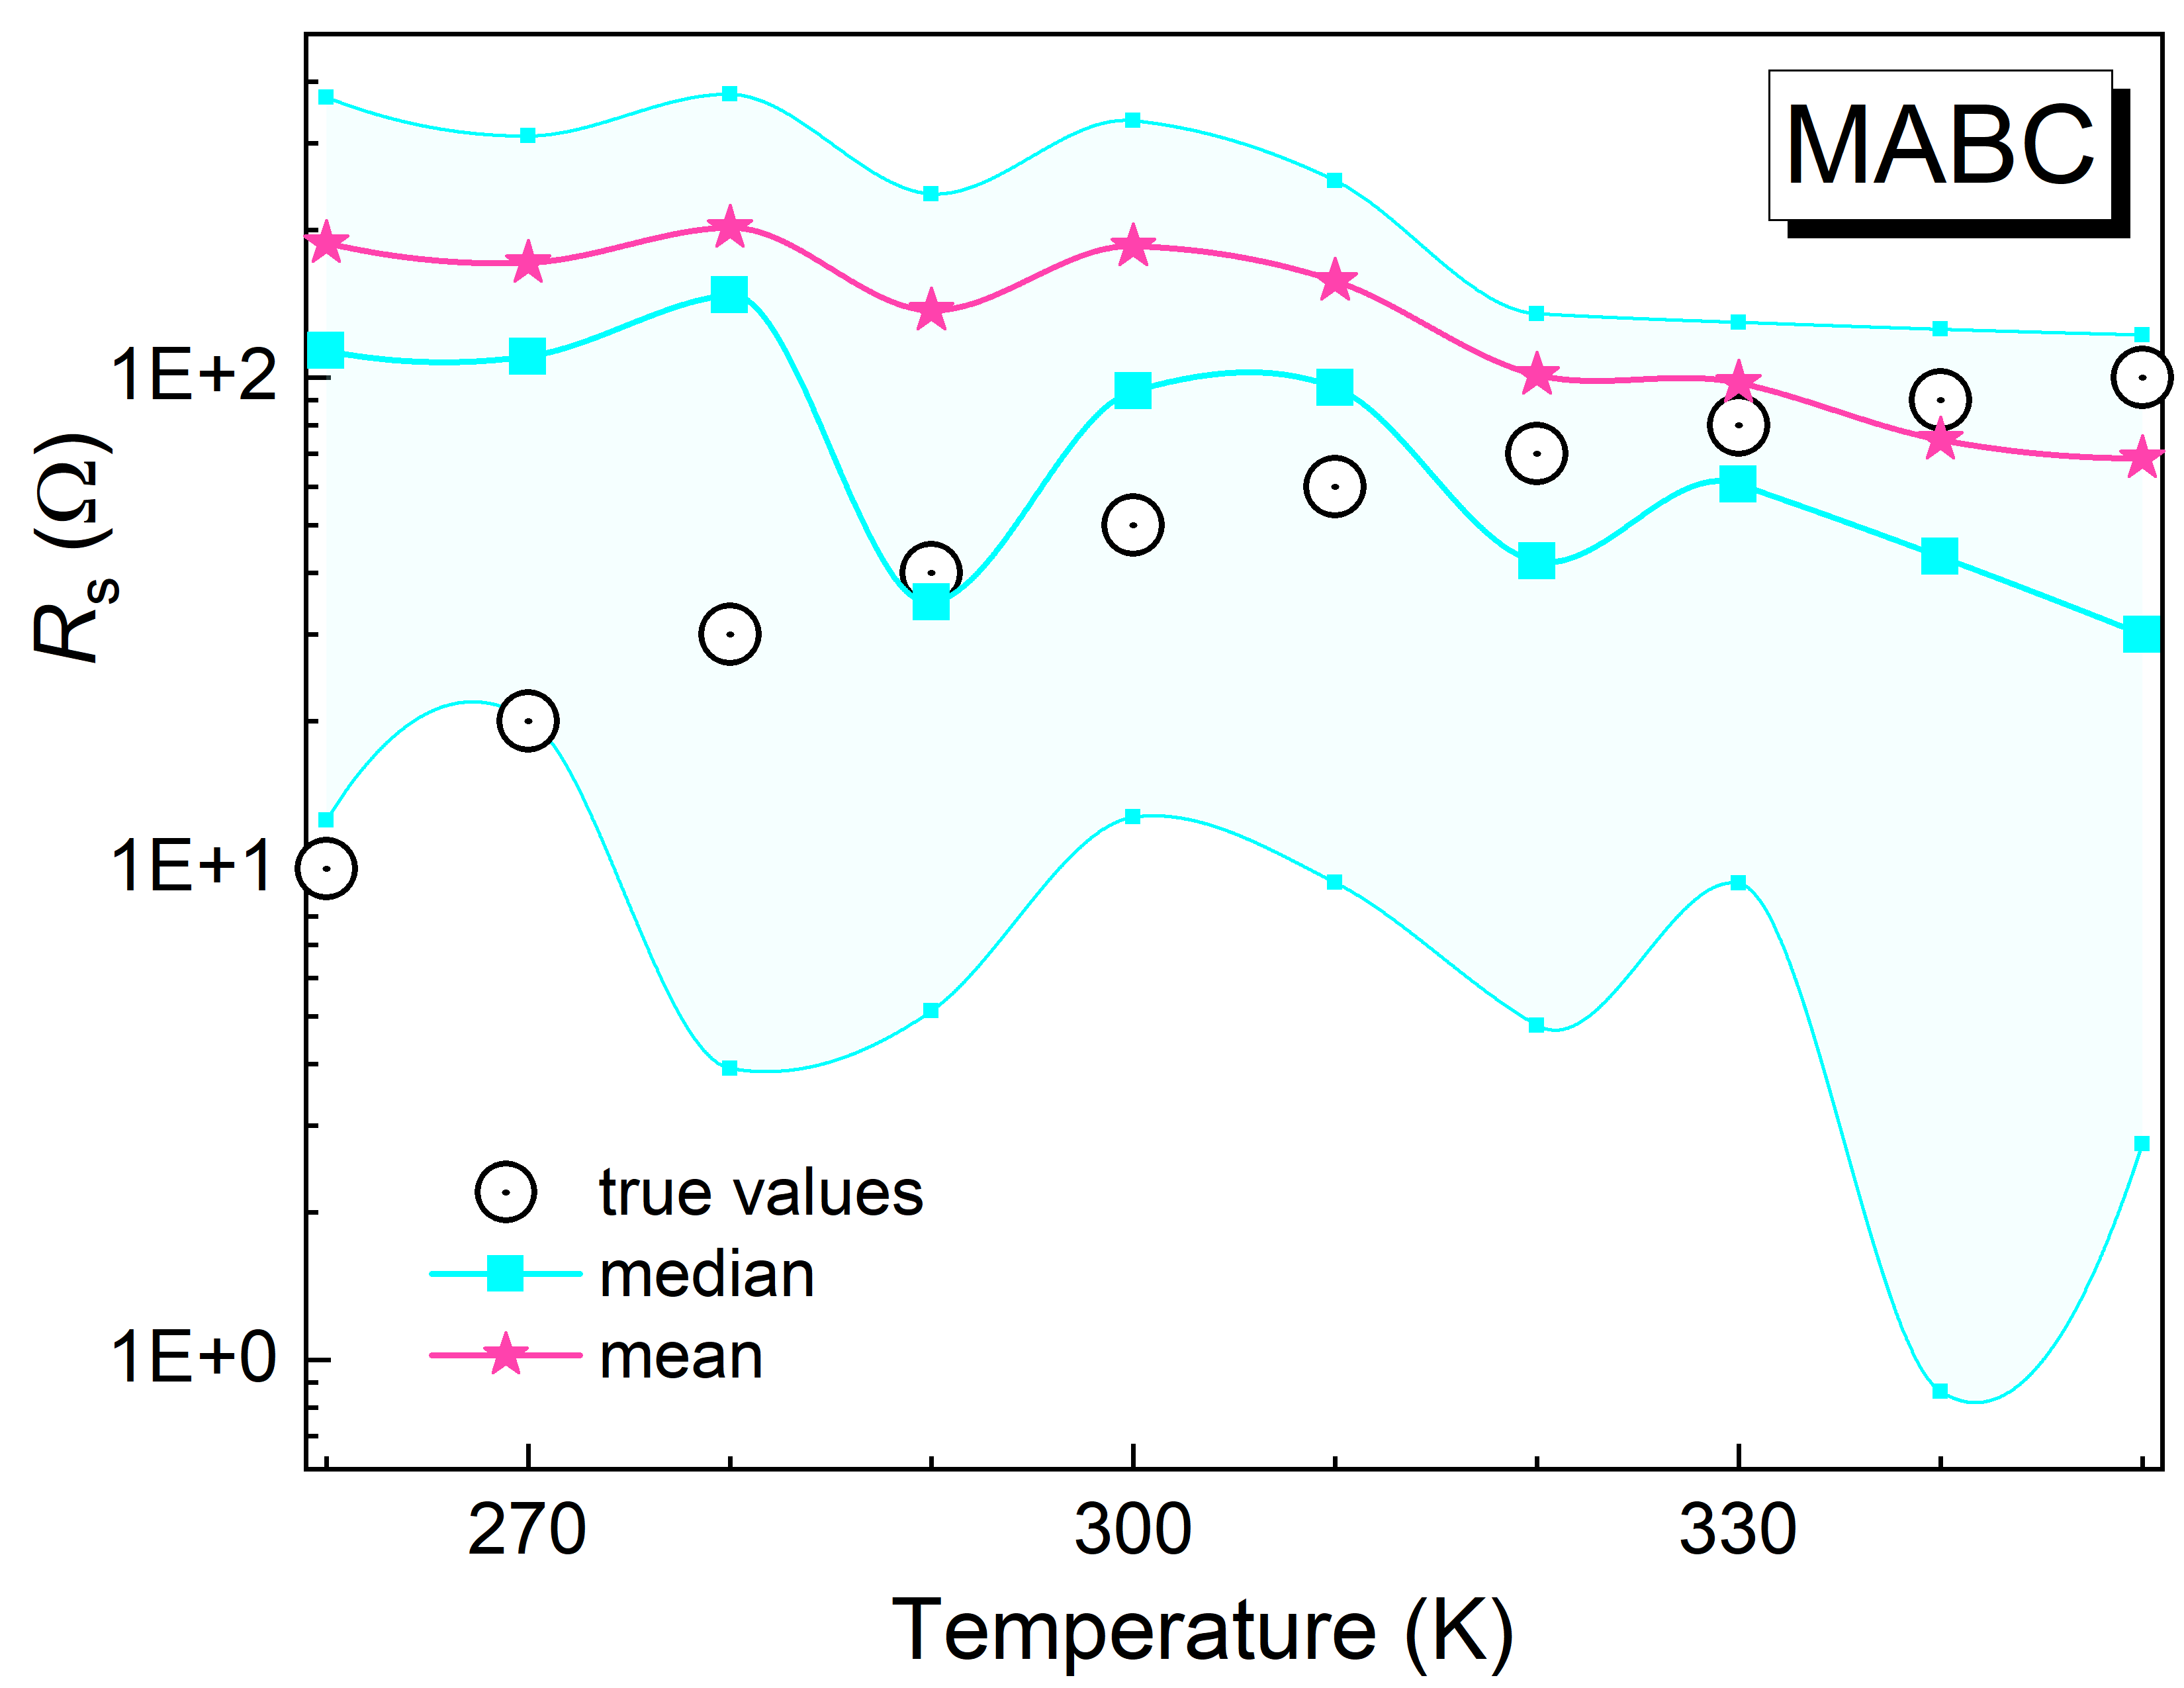 MABC
1E+2
1E+1
1E+0
Rs (Ω)
true values
median
mean
270 300 330
Temperature (K)